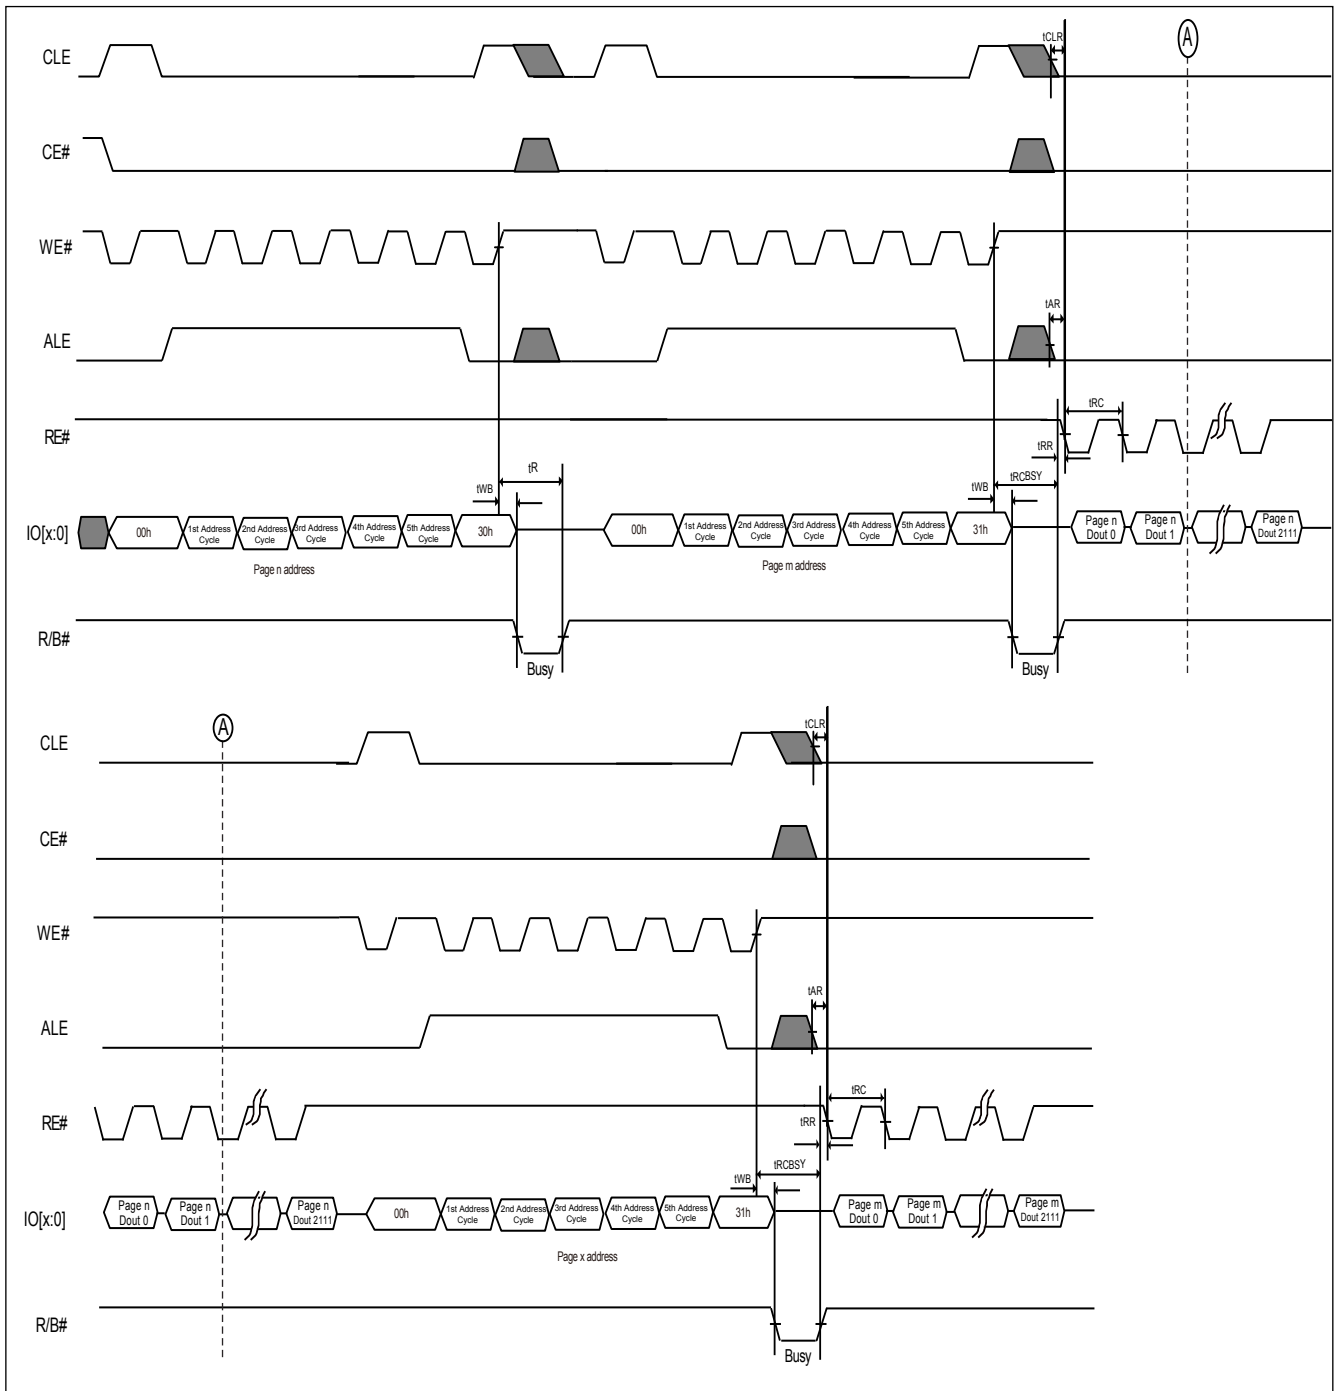 tCLR
A
CLE
CE#
WE#
tAR
ALE
tRC
RE#
tRR
tR
tRCBSY
tWB
tWB
IO[x:0]
00h
1st Address
Cycle
2nd Address
Cycle
3rd Address
Cycle
4th Address
Cycle
5th Address
Cycle
30h
00h
1st Address
Cycle
2nd Address
Cycle
3rd Address
Cycle
4th Address
Cycle
5th Address
Cycle
31h
Page n
Dout 0
Page n
Dout 1
Page n
Dout 2111
Page n address
Page m address
R/B#
Busy
Busy
A
tCLR
CLE
CE#
WE#
tAR
ALE
tRC
RE#
tRR
tRCBSY
tWB
IO[x:0]
Page n
Dout 0
Page n
Dout 1
Page n
Dout 2111
00h
1st Address
Cycle
2nd Address
Cycle
3rd Address
Cycle
4th Address
Cycle
5th Address
Cycle
31h
Page m
Dout 0
Page m
Dout 1
Page m
Dout 2111
Page x address
R/B#
Busy